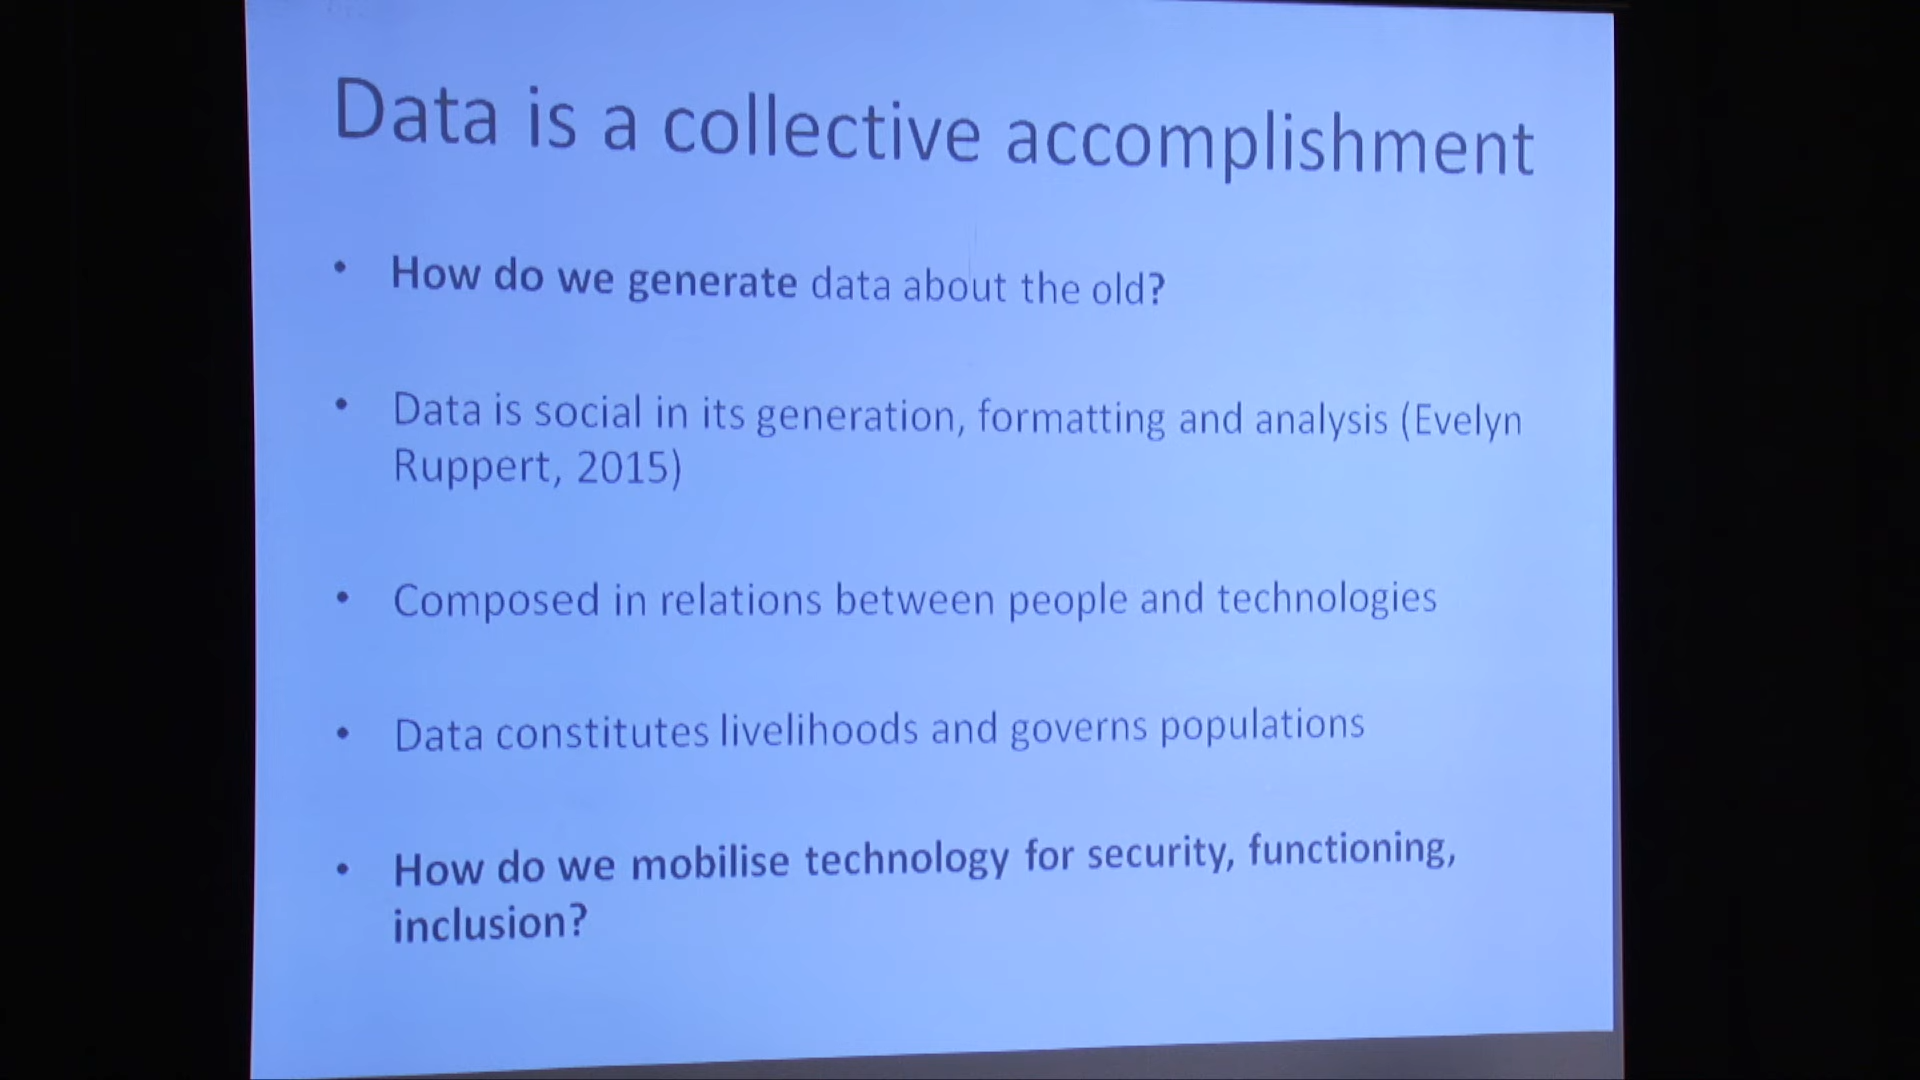 Data is a collective accomplishment
• How do we generate data about the old?
• Data is social in its generation, formatting and analysis (Evelyn
Ruppert, 2015)
• Composed in relations between people and technologies
• Data constitutes livelihoods and governs populations
• How do we mobilise technology for security, functioning,
inclusion?